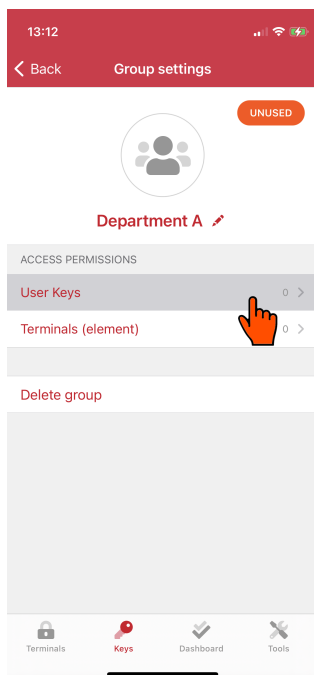 13:12
Back Group settings
UNUSED
Department A
ACCESS PERMISSIONS
User Keys 0
Terminals (element) 0
Delete group
Terminals Keys Dashboard Tools